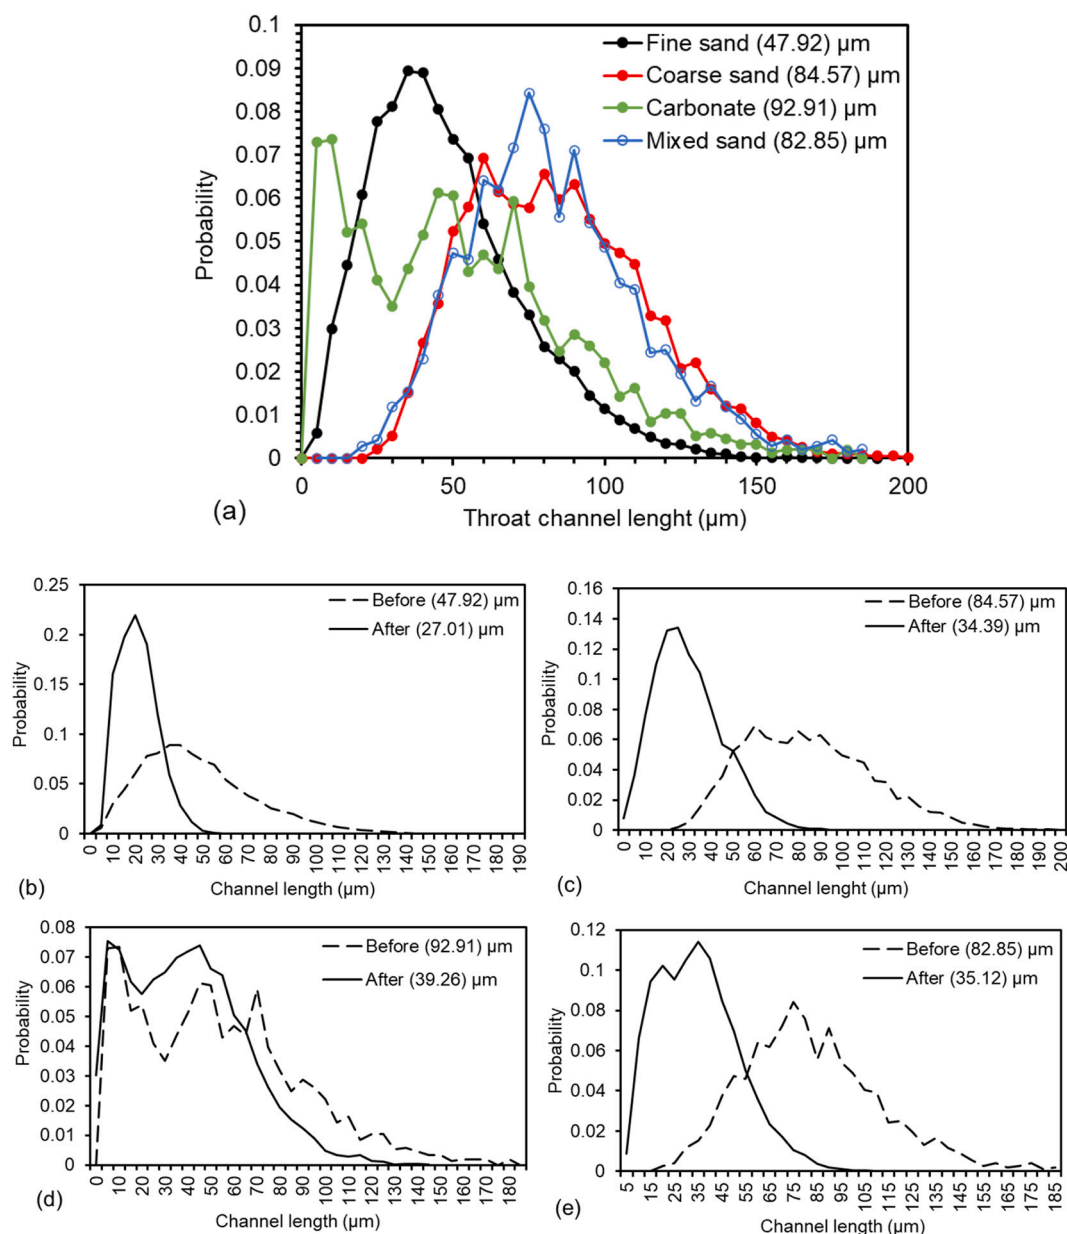 0.1
0.09
0.08
0.07
0.06
0.05
0.04
0.03
0.02
0.01
0
Probability
Fine sand (47.92) µm
Coarse sand (84.57) µm
Carbonate (92.91) µm
Mixed sand (82.85) µm
0 50 100 150 200
Throat channel lenght (µm)
(a)
0.25
0.2
0.15
0.1
0.05
0
Probability
Before (47.92) µm
After (27.01) µm
0 10 20 30 40 50 60 70 80 90 100 110 120 130 140 150 160 170 180 190
Channel length (µm)
(b)
0.16
0.14
0.12
0.1
0.08
0.06
0.04
0.02
0
Probability
Before (84.57) µm
After (34.39) µm
0 10 20 30 40 50 60 70 80 90 100 110 120 130 140 150 160 170 180 190 200
Channel lenght (µm)
(c)
0.08
0.07
0.06
0.05
0.04
0.03
0.02
0.01
0
Probability
Before (92.91) µm
After (39.26) µm
0 10 20 30 40 50 60 70 80 90 100 110 120 130 140 150 160 170 180
Channel length (µm)
(d)
0.12
0.1
0.08
0.06
0.04
0.02
0
Probability
Before (82.85) µm
After (35.12) µm
5 15 25 35 45 55 65 75 85 95 105 115 125 135 145 155 165 175 185
Channel length (µm)
(e)